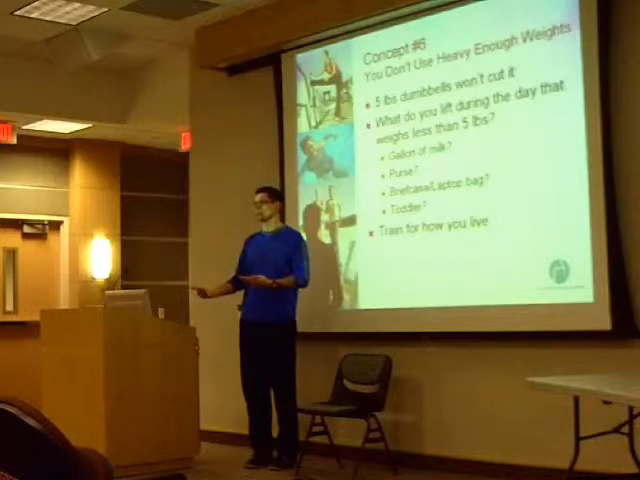 Concept #6
You Don't Use Heavy Enough Weights
5 lbs dumbbells won't cut it
What do you lift during the day that
weighs less than 5 lbs?
Gallon of milk?
Purse?
Briefcase/Laptop bag?
Toddler?
Train for how you live